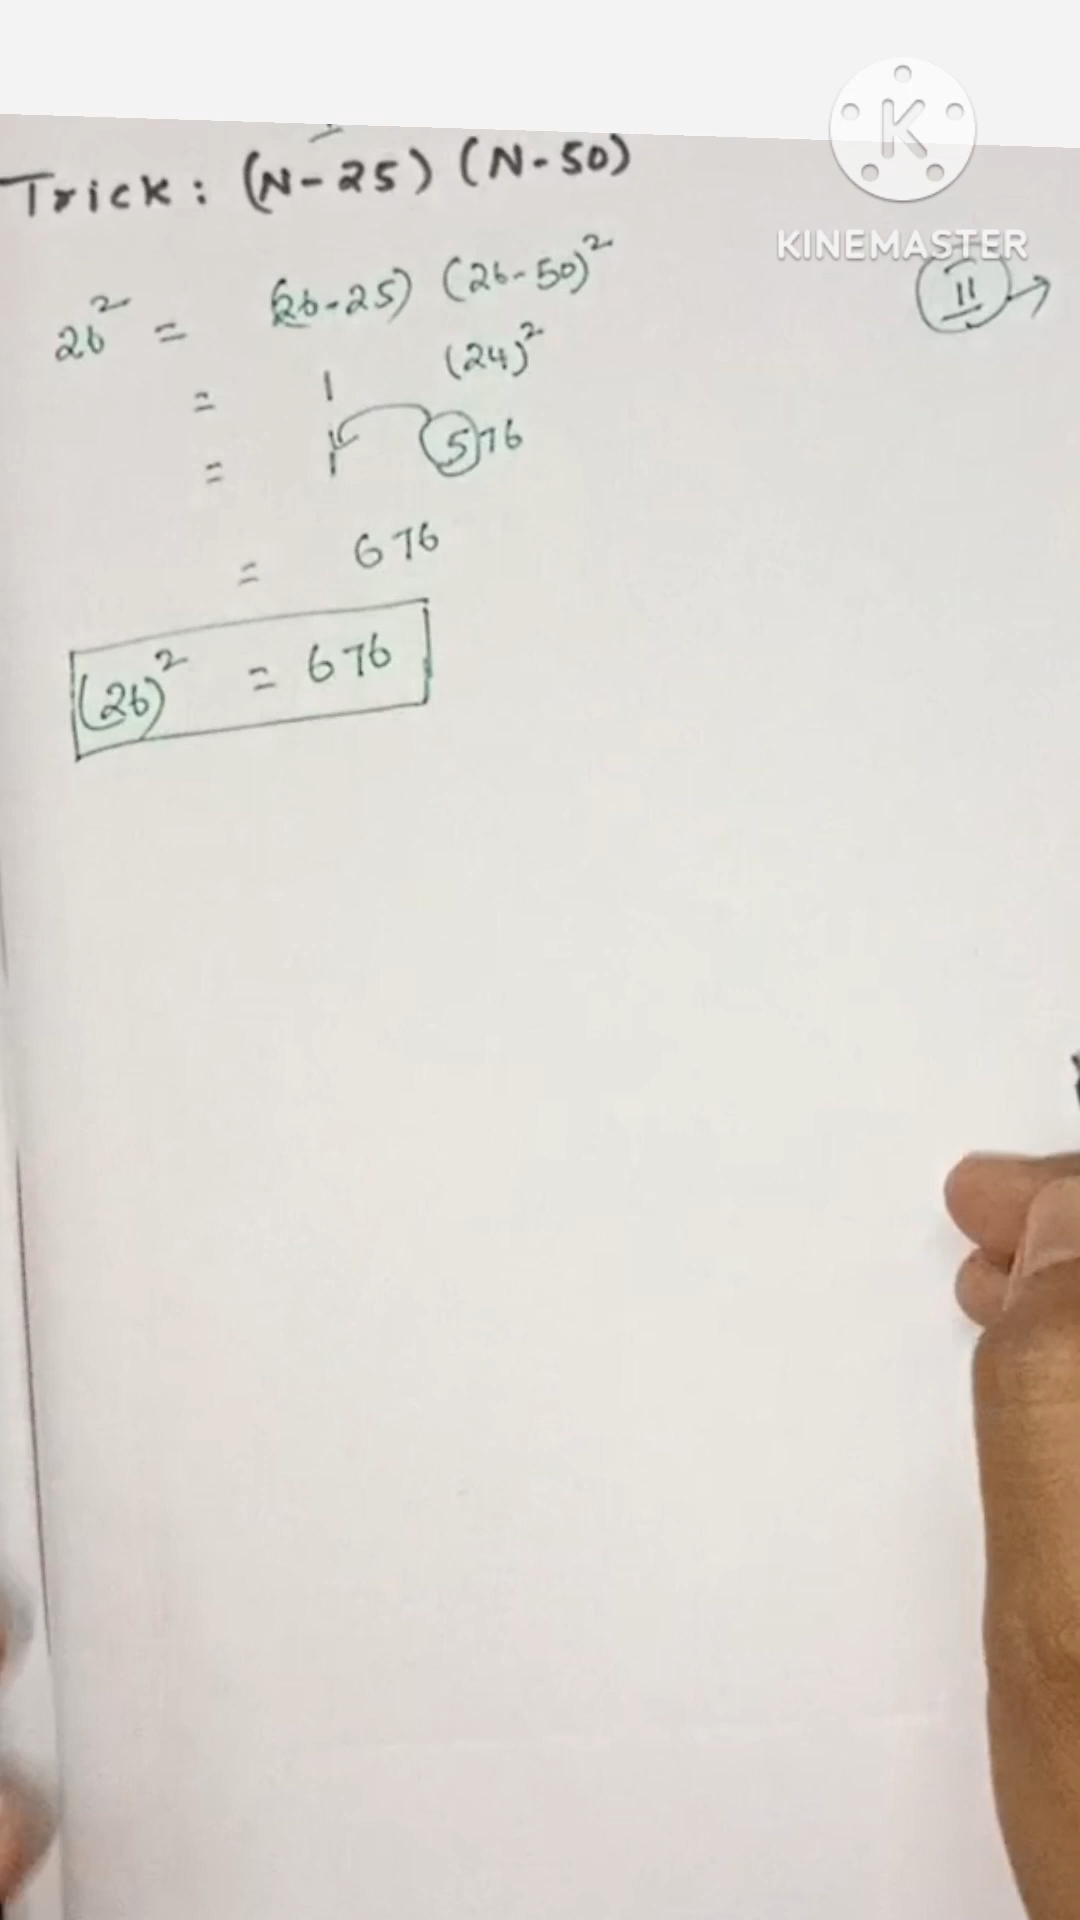 Trick: (N-25) (N-50)
KINEMASTER
II →
26² = (26-25) (26-50)²
= 1 (24)²
= 1 576
= 676
(26)² = 676